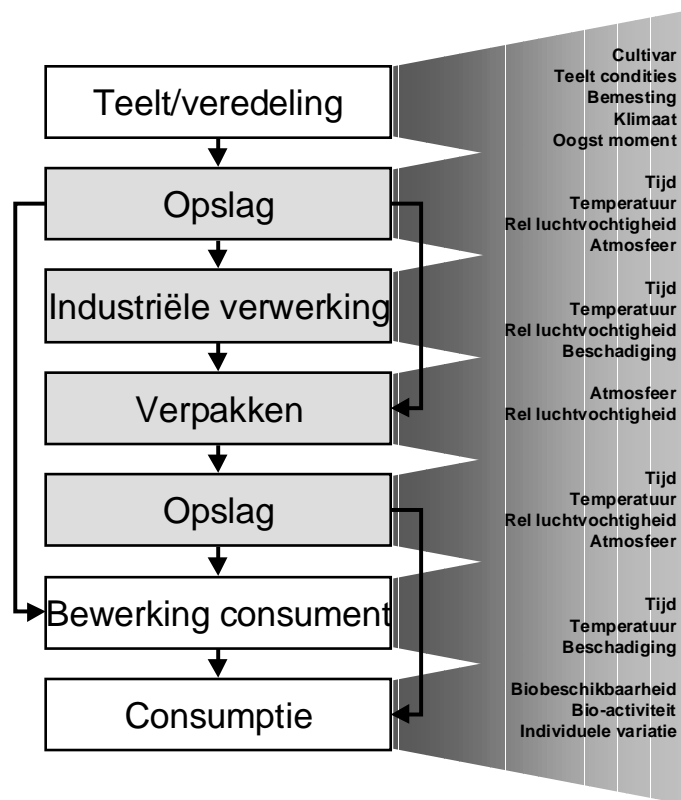 Teelt/veredeling
Cultivar
Teelt condities
Bemesting
Klimaat
Oogst moment
Opslag
Tijd
Temperatuur
Rel luchtvochtigheid
Atmosfeer
Industriële verwerking
Tijd
Temperatuur
Rel luchtvochtigheid
Beschadiging
Verpakken
Atmosfeer
Rel luchtvochtigheid
Opslag
Tijd
Temperatuur
Rel luchtvochtigheid
Atmosfeer
Bewerking consument
Tijd
Temperatuur
Beschadiging
Consumptie
Biobeschikbaarheid
Bio-activiteit
Individuele variatie